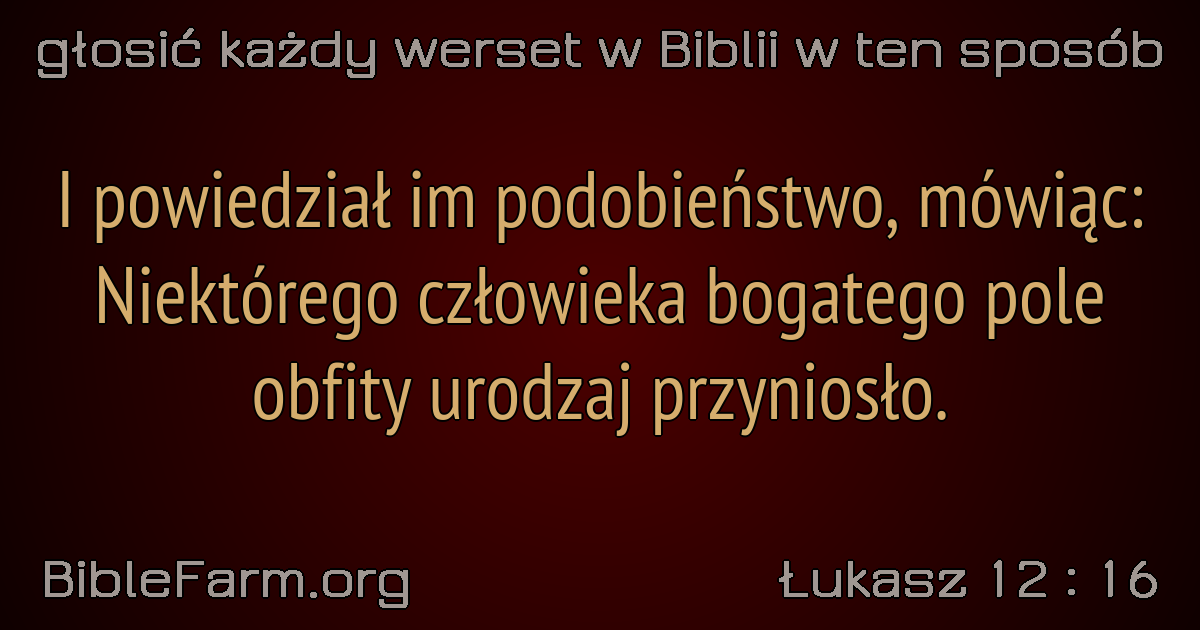 głosić każdy werset w Biblii w ten sposób
I powiedział im podobieństwo, mówiąc:
Niektórego człowieka bogatego pole
obfity urodzaj przyniosło.
BibleFarm.org
Łukasz 12 : 16